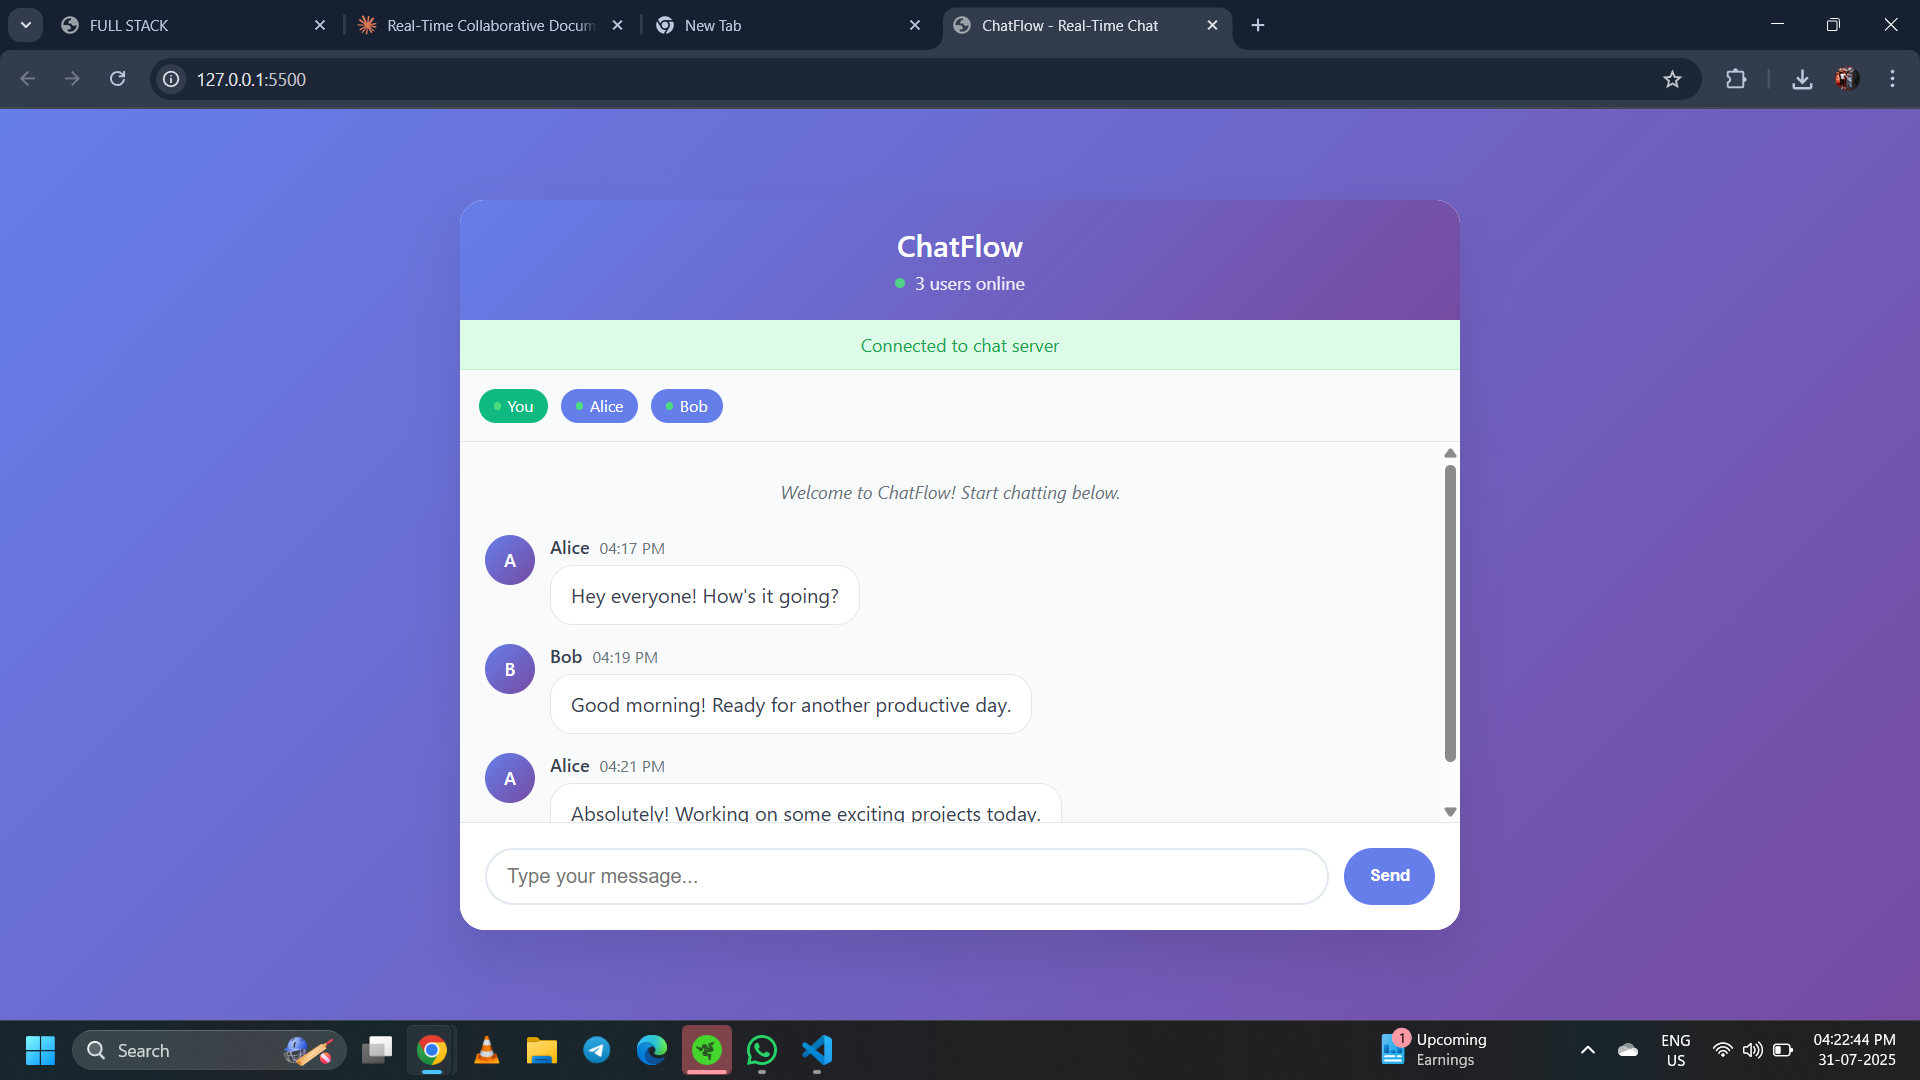 FULL STACK
Real-Time Collaborative Docum
New Tab
ChatFlow - Real-Time Chat
127.0.0.1:5500
ChatFlow
3 users online
Connected to chat server
You
Alice
Bob
Welcome to ChatFlow! Start chatting below.
A
Alice 04:17 PM
Hey everyone! How's it going?
B
Bob 04:19 PM
Good morning! Ready for another productive day.
A
Alice 04:21 PM
Absolutely! Working on some exciting projects today.
Type your message...
Send
Search
1
Upcoming
Earnings
ENG
US
04:22:44 PM
31-07-2025